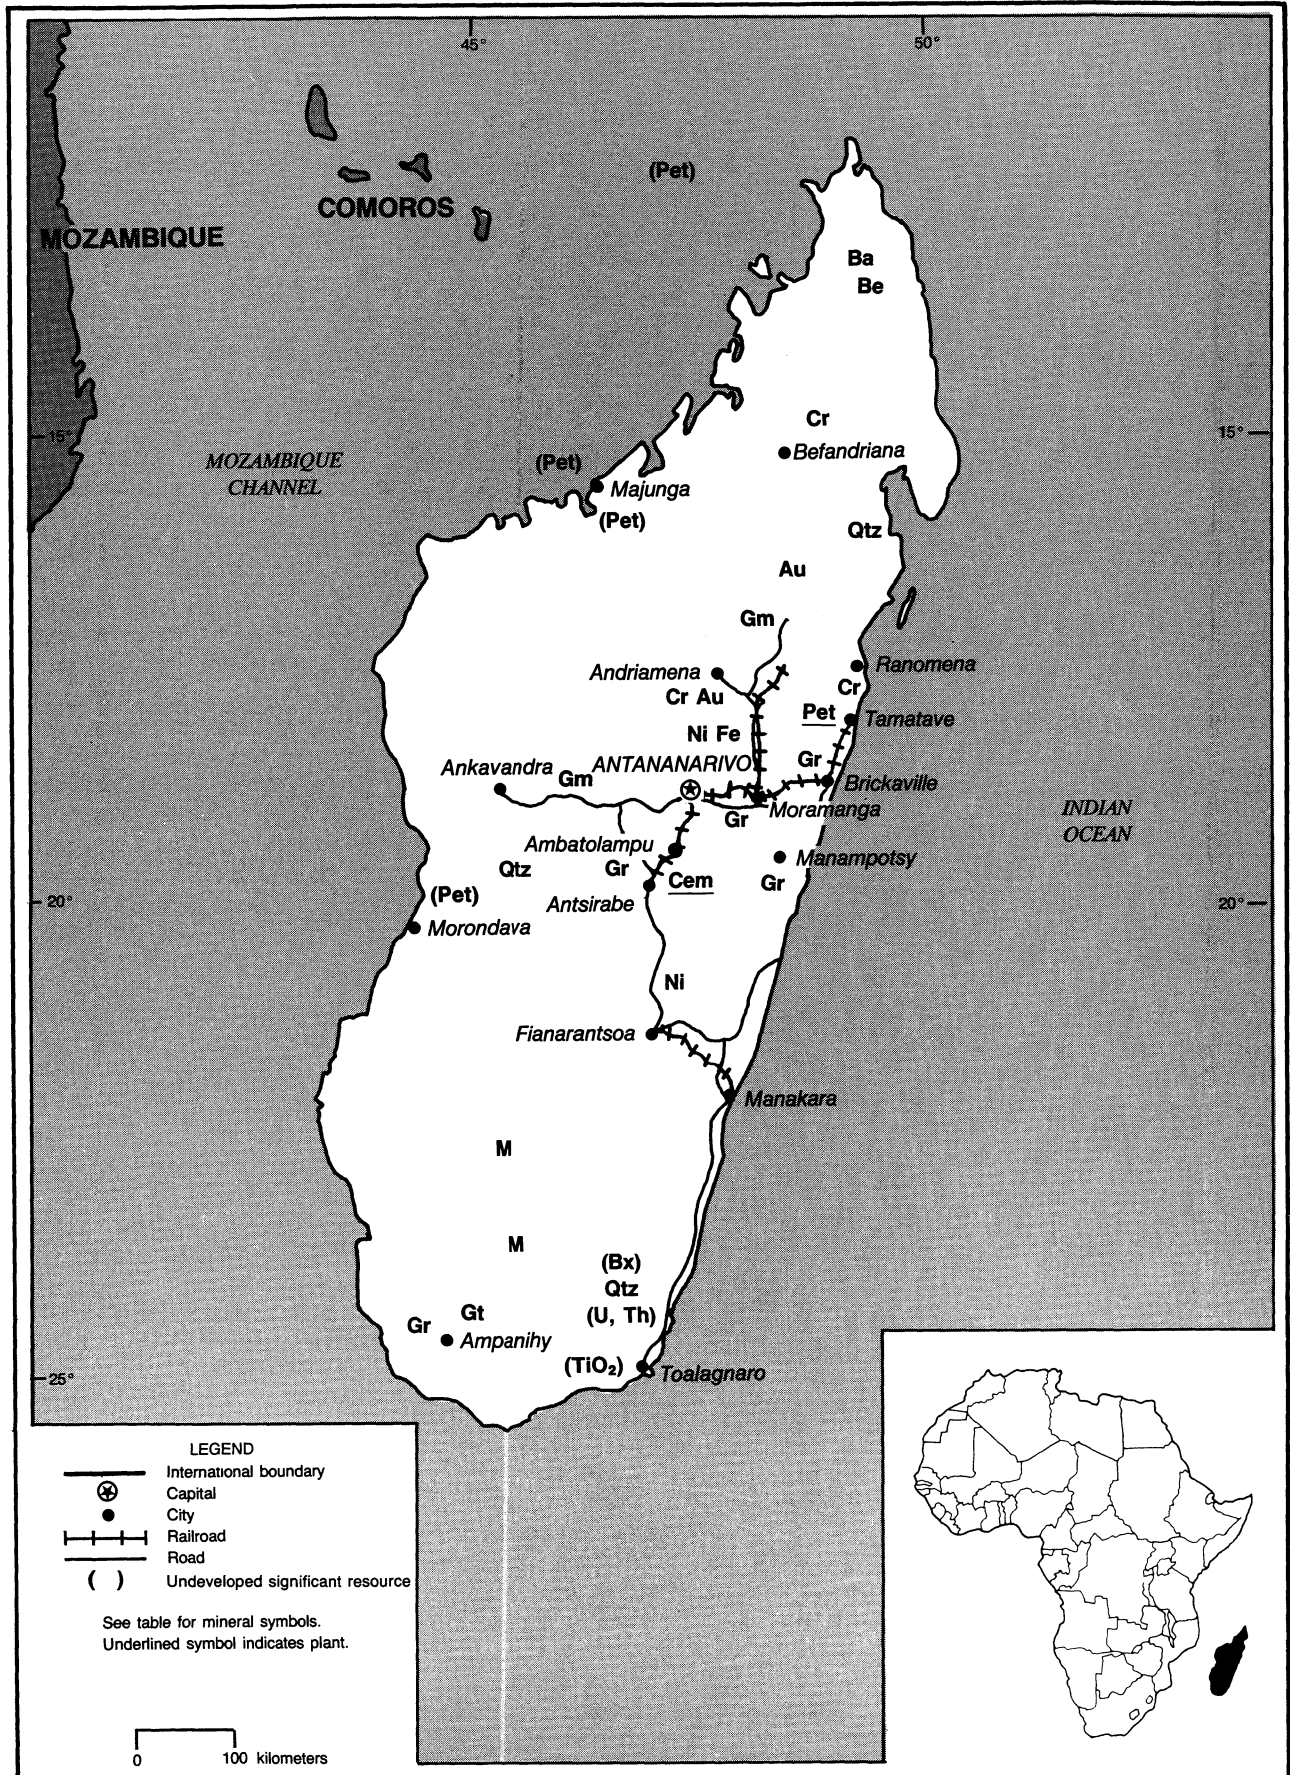 45°
50°
(Pet)
COMOROS
MOZAMBIQUE
Ba
Be
Cr
15°
15°
Befandriana
MOZAMBIQUE
CHANNEL
(Pet)
Majunga
(Pet)
Qtz
Au
Gm
Andriamena
Ranomena
Cr Au
Cr
Pet
Tamatave
Ni Fe
Ankavandra
Gm
ANTANANARIVO
Gr
Brickaville
Moramanga
Gr
INDIAN
OCEAN
Ambatolampu
Manampotsy
Qtz
Gr
Cem
Gr
(Pet)
20°
20°
Antsirabe
Morondava
Ni
Fianarantsoa
Manakara
M
M
(Bx)
Qtz
(U, Th)
Gt
Gr
Ampanihy
(TiO₂)
Toalagnaro
25°
LEGEND
International boundary
Capital
City
Railroad
Road
( ) Undeveloped significant resource
See table for mineral symbols.
Underlined symbol indicates plant.
0 100 kilometers